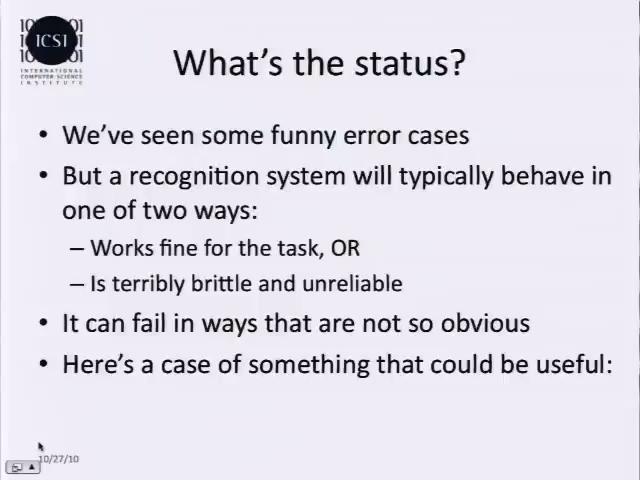 ICSI
INTERNATIONAL
COMPUTER SCIENCE
INSTITUTE
What's the status?
• We've seen some funny error cases
• But a recognition system will typically behave in
one of two ways:
– Works fine for the task, OR
– Is terribly brittle and unreliable
• It can fail in ways that are not so obvious
• Here's a case of something that could be useful:
10/27/10